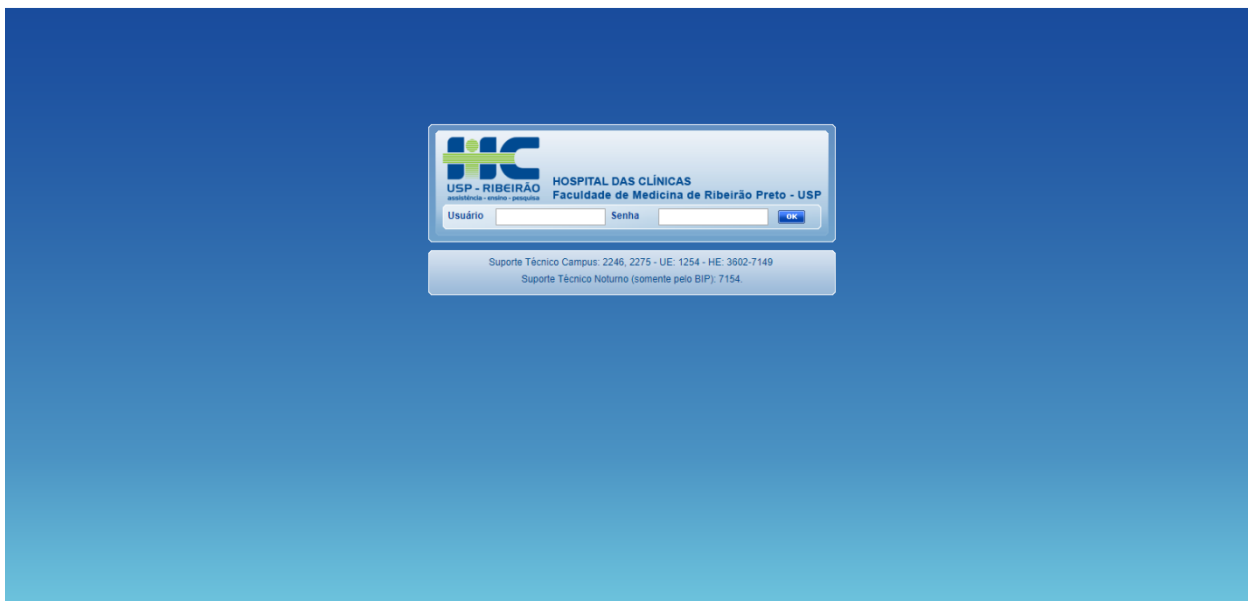 HC
USP - RIBEIRÃO
assistência - ensino - pesquisa
HOSPITAL DAS CLÍNICAS
Faculdade de Medicina de Ribeirão Preto - USP
Usuário Senha OK
Suporte Técnico Campus: 2246, 2275 - UE: 1254 - HE: 3602-7149
Suporte Técnico Noturno (somente pelo BIP): 7154.